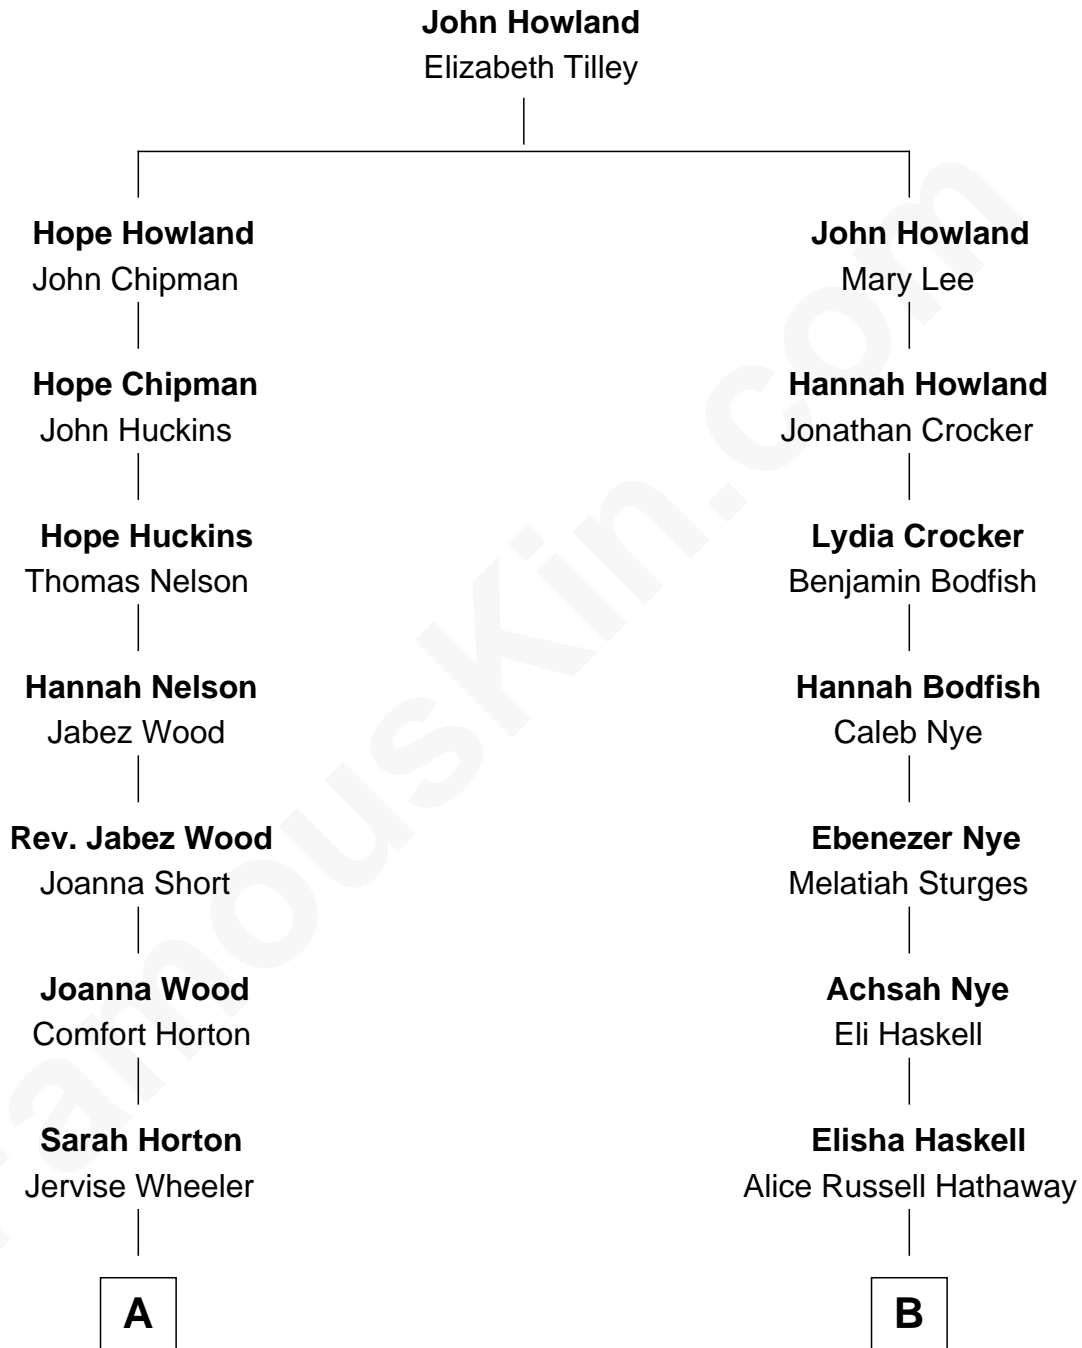 John Howland
Elizabeth Tilley
Hope Howland
John Chipman
John Howland
Mary Lee
Hope Chipman
John Huckins
Hannah Howland
Jonathan Crocker
Hope Huckins
Thomas Nelson
Lydia Crocker
Benjamin Bodfish
Hannah Nelson
Jabez Wood
Hannah Bodfish
Caleb Nye
Rev. Jabez Wood
Joanna Short
Ebenezer Nye
Melatiah Sturges
Joanna Wood
Comfort Horton
Achsah Nye
Eli Haskell
Sarah Horton
Jervise Wheeler
Elisha Haskell
Alice Russell Hathaway
A
B
FamousKin.com